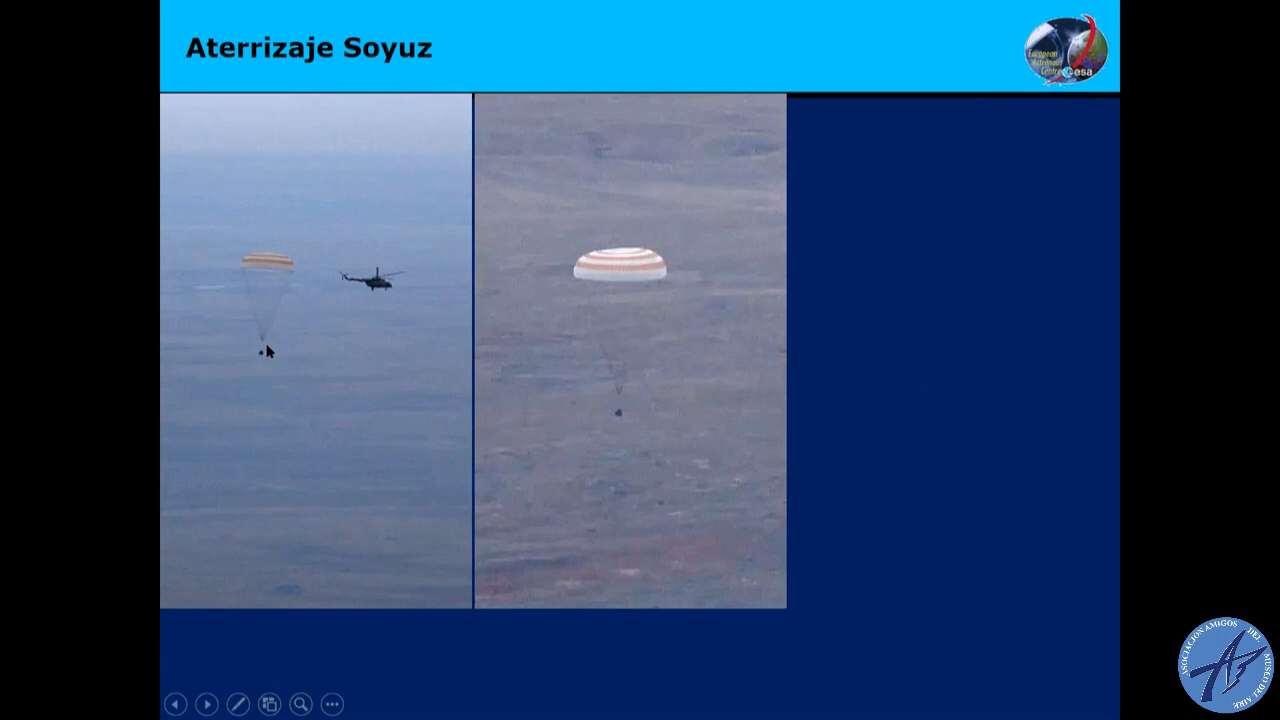 Aterrizaje Soyuz
European
Astronaut
Centre esa
ASOCIACION AMIGOS DEL MUSEO DEL AIRE